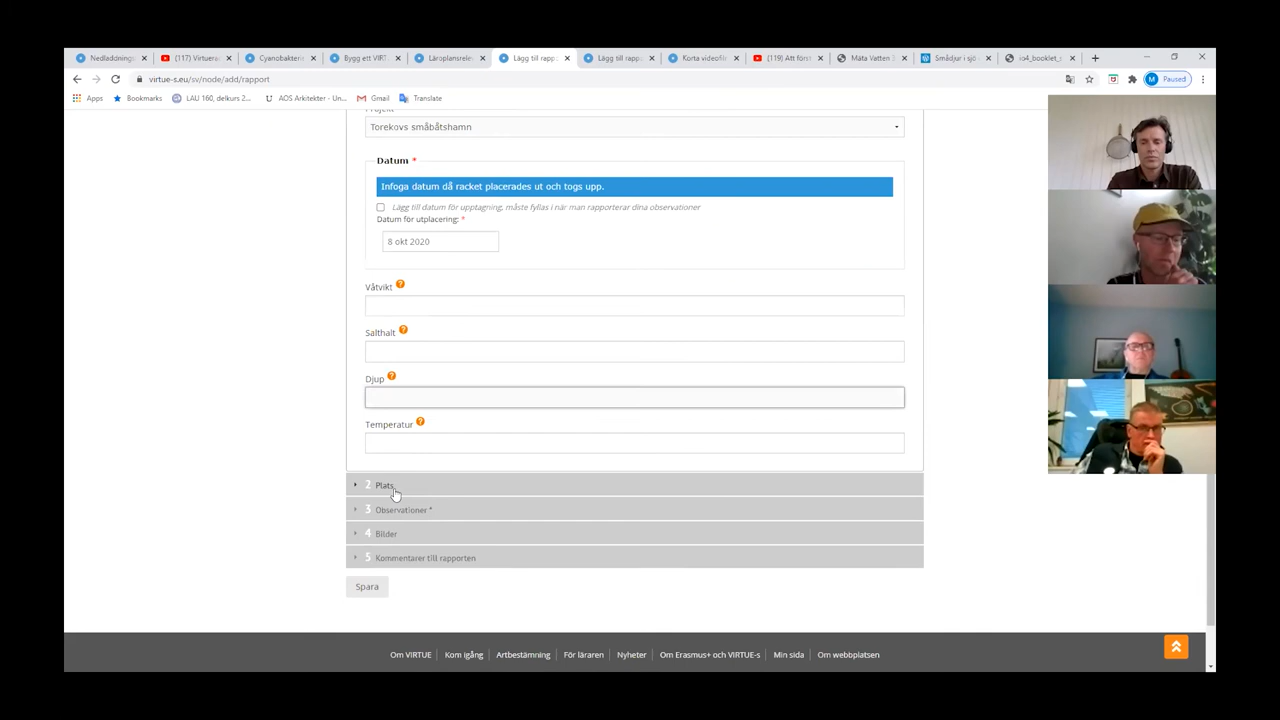 Nedladdnings
(117) Virtuera
Cyanobakteri
Bygg ett VIRT
Läroplansrele
Lägg till rapp
Lägg till rapp
Korta videofil
(119) Att förs
Mäta Vatten 3
Smådjur i sjö
io4_booklet_s
virtue-s.eu/sv/node/add/rapport
Paused
Apps
Bookmarks
LAU 160, delkurs 2...
AOS Arkitekter - Un...
Gmail
Translate
Torekovs småbåtshamn
Datum *
Infoga datum då racket placerades ut och togs upp.
Lägg till datum för upptagning, måste fyllas i när man rapporterar dina observationer
Datum för utplacering: *
8 okt 2020
Våtvikt ?
Salthalt ?
Djup ?
Temperatur ?
2 Plats
3 Observationer *
4 Bilder
5 Kommentarer till rapporten
Spara
Om VIRTUE
Kom igång
Artbestämning
För läraren
Nyheter
Om Erasmus+ och VIRTUE-s
Min sida
Om webbplatsen